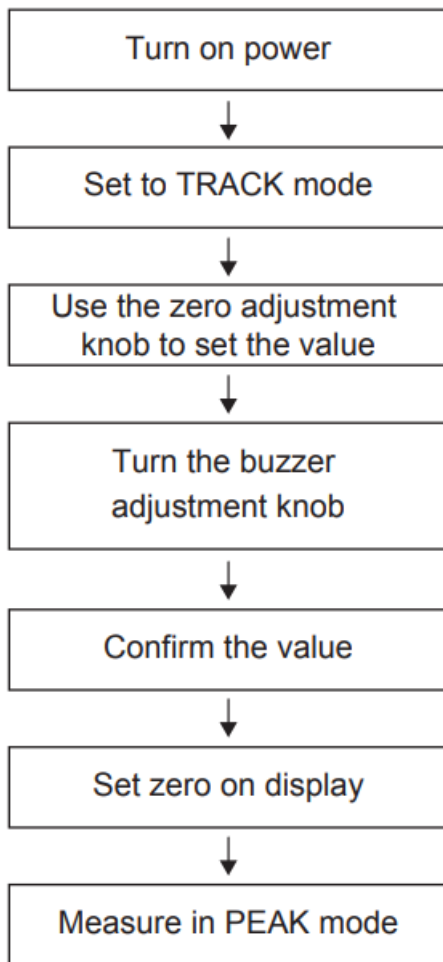 Turn on power
Set to TRACK mode
Use the zero adjustment
knob to set the value
Turn the buzzer
adjustment knob
Confirm the value
Set zero on display
Measure in PEAK mode